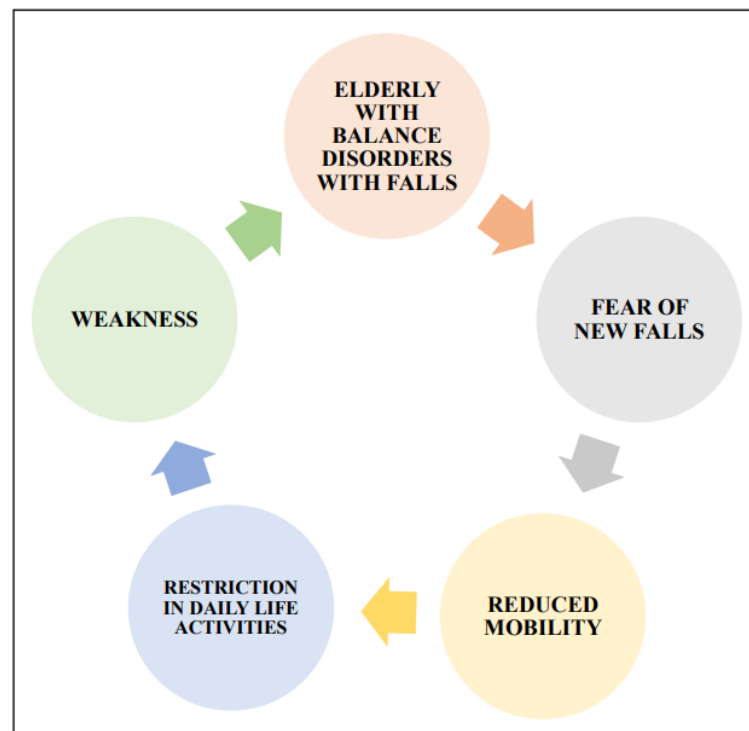 ELDERLY
WITH
BALANCE
DISORDERS
WITH FALLS
FEAR OF
NEW FALLS
REDUCED
MOBILITY
RESTRICTION
IN DAILY LIFE
ACTIVITIES
WEAKNESS